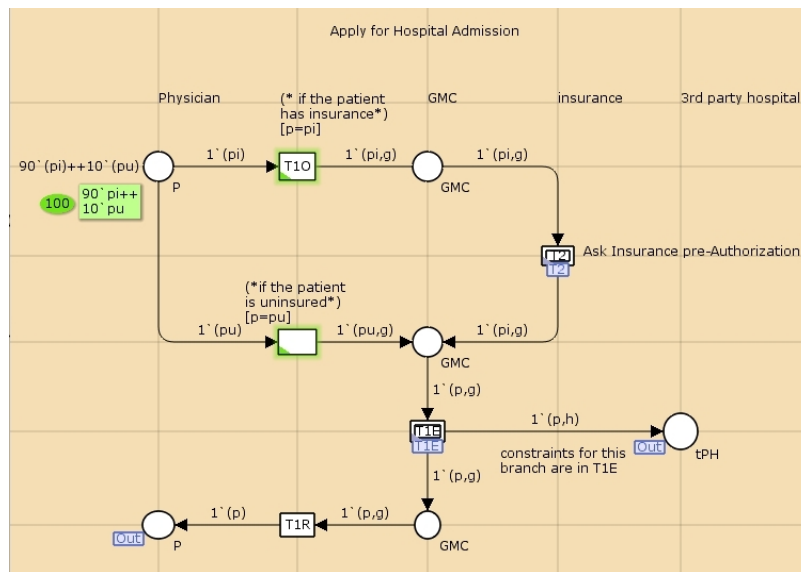 Apply for Hospital Admission
Physician
(* if the patient
has insurance*)
[p=pi]
GMC
insurance
3rd party hospital
90`(pi)++10`(pu)
1`(pi)
T1O
1`(pi,g)
1`(pi,g)
P
GMC
100
90`pi++
10`pu
T2
T2
Ask Insurance pre-Authorization
(*if the patient
is uninsured*)
[p=pu]
1`(pu)
1`(pu,g)
1`(pi,g)
GMC
1`(p,g)
T1E
T1E
1`(p,h)
Out
tPH
constraints for this
branch are in T1E
1`(p,g)
Out
P
1`(p)
T1R
1`(p,g)
GMC